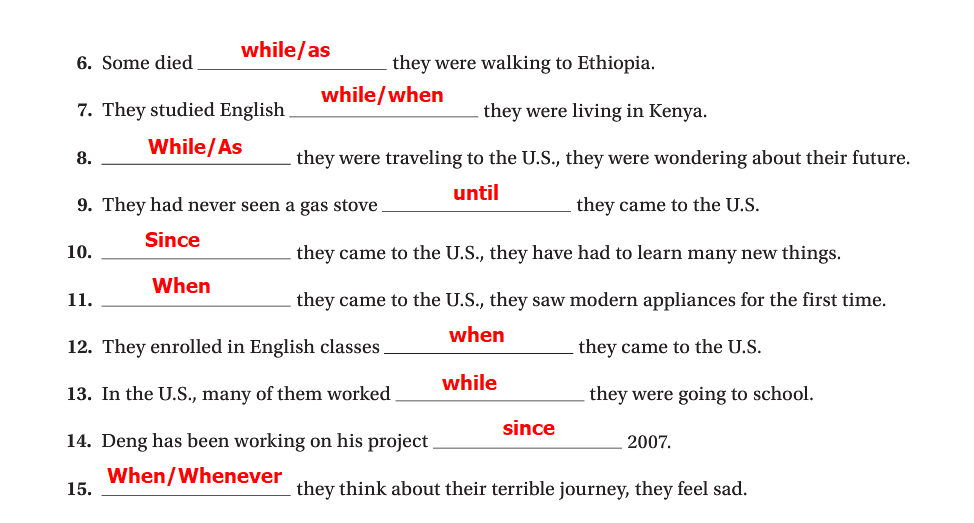 6. Some died while/as they were walking to Ethiopia.
7. They studied English while/when they were living in Kenya.
8. While/As they were traveling to the U.S., they were wondering about their future.
9. They had never seen a gas stove until they came to the U.S.
10. Since they came to the U.S., they have had to learn many new things.
11. When they came to the U.S., they saw modern appliances for the first time.
12. They enrolled in English classes when they came to the U.S.
13. In the U.S., many of them worked while they were going to school.
14. Deng has been working on his project since 2007.
15. When/Whenever they think about their terrible journey, they feel sad.